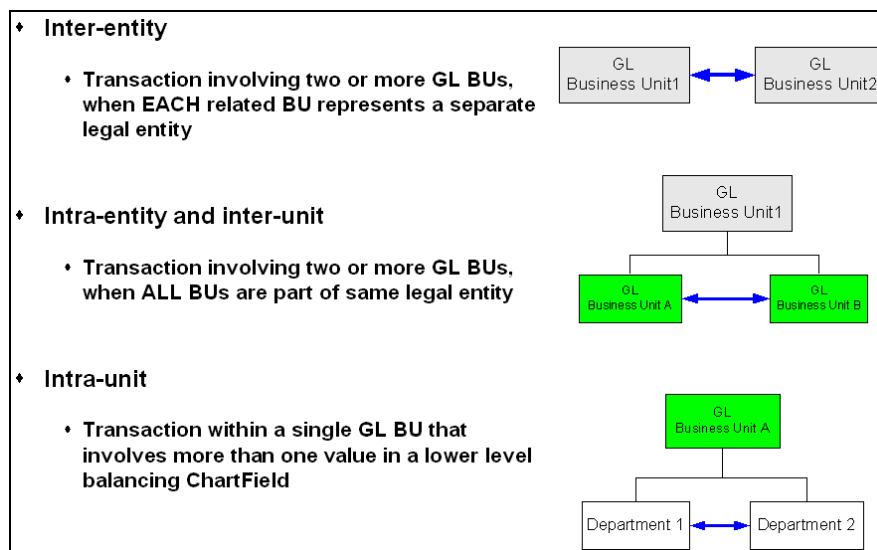 Inter-entity
Transaction involving two or more GL BUs,
when EACH related BU represents a separate
legal entity
GL
Business Unit1
GL
Business Unit2
Intra-entity and inter-unit
Transaction involving two or more GL BUs,
when ALL BUs are part of same legal entity
GL
Business Unit1
GL
Business Unit A
GL
Business Unit B
Intra-unit
Transaction within a single GL BU that
involves more than one value in a lower level
balancing ChartField
GL
Business Unit A
Department 1
Department 2